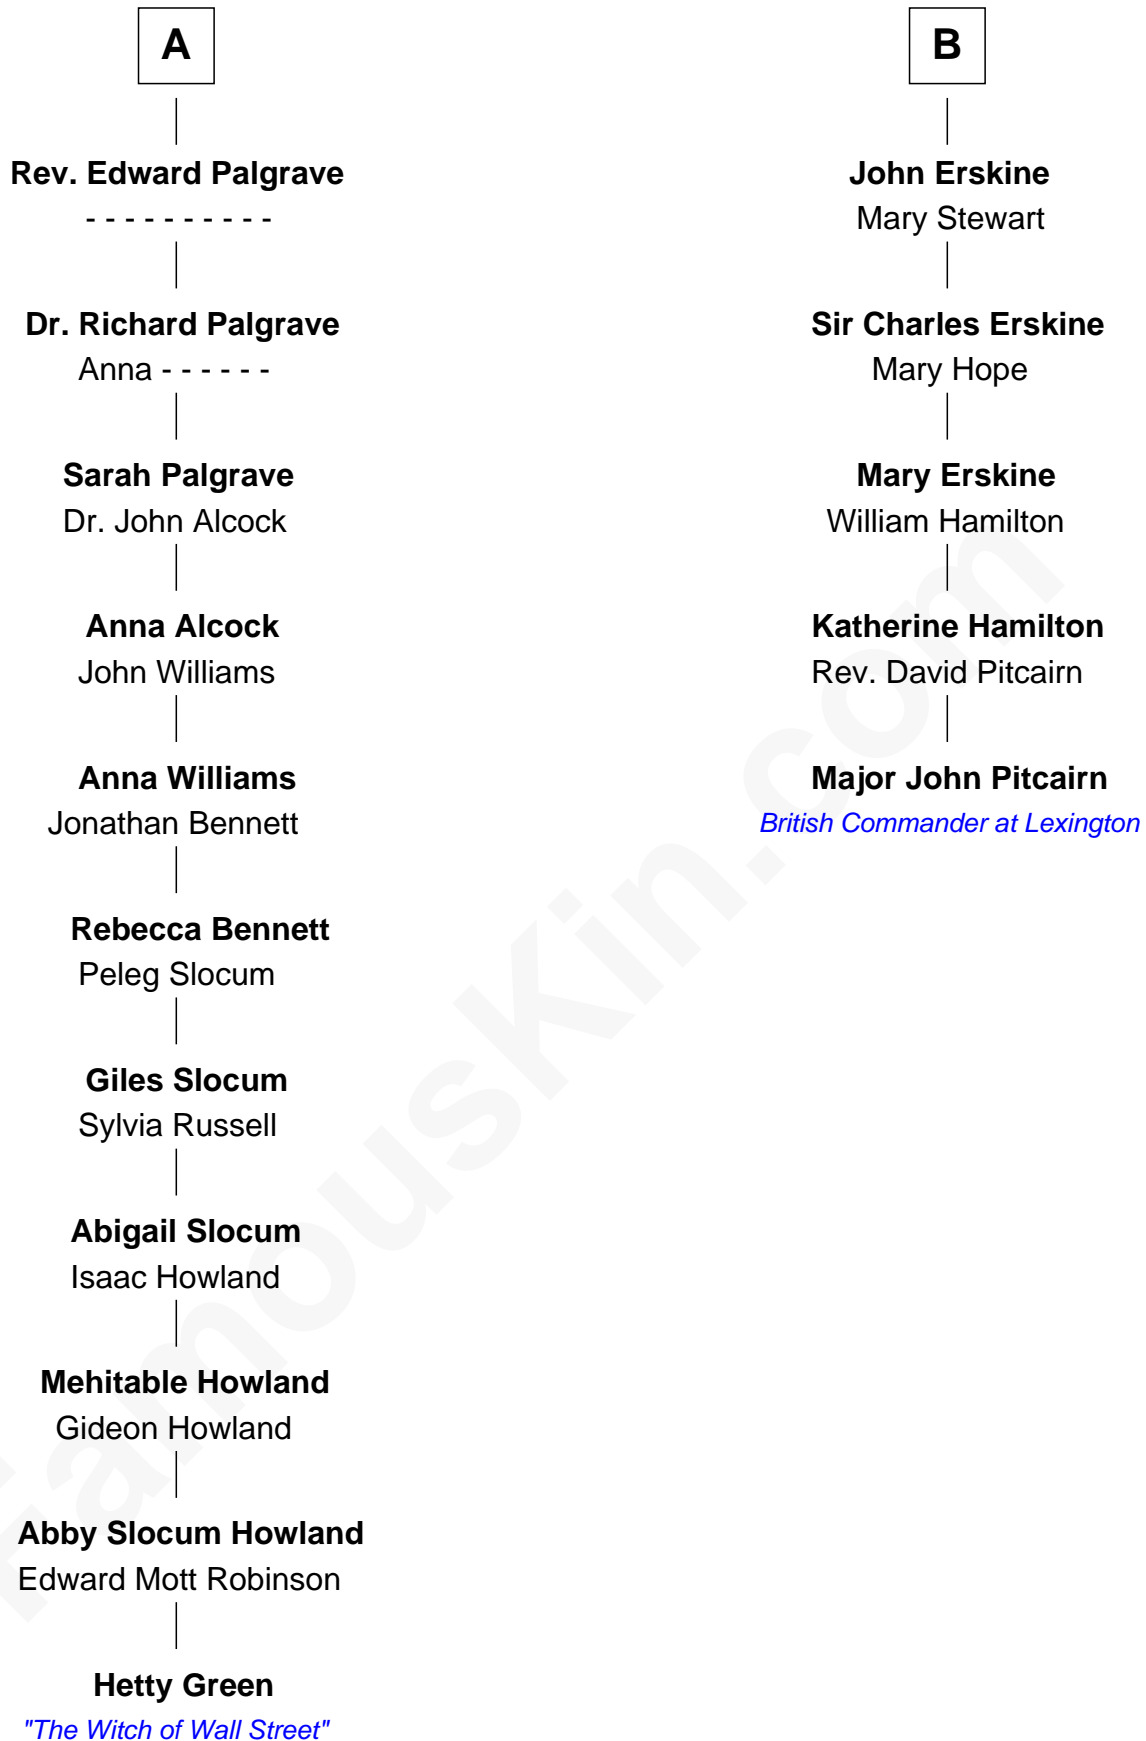 A
Rev. Edward Palgrave
- - - - - - - - - -
Dr. Richard Palgrave
Anna - - - - - -
Sarah Palgrave
Dr. John Alcock
Anna Alcock
John Williams
Anna Williams
Jonathan Bennett
Rebecca Bennett
Peleg Slocum
Giles Slocum
Sylvia Russell
Abigail Slocum
Isaac Howland
Mehitable Howland
Gideon Howland
Abby Slocum Howland
Edward Mott Robinson
Hetty Green
"The Witch of Wall Street"
B
John Erskine
Mary Stewart
Sir Charles Erskine
Mary Hope
Mary Erskine
William Hamilton
Katherine Hamilton
Rev. David Pitcairn
Major John Pitcairn
British Commander at Lexington
FamousKin.com